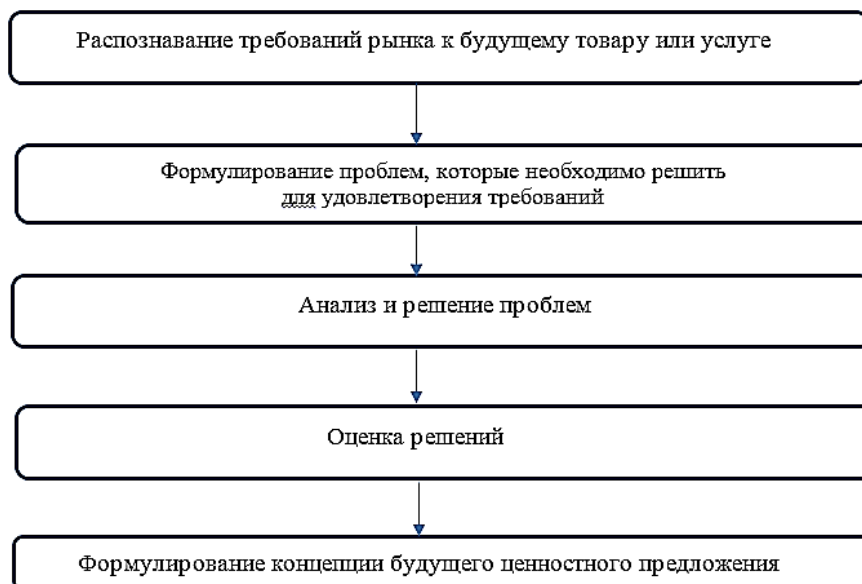 Распознавание требований рынка к будущему товару или услуге
Формулирование проблем, которые необходимо решить
для удовлетворения требований
Анализ и решение проблем
Оценка решений
Формулирование концепции будущего ценностного предложения